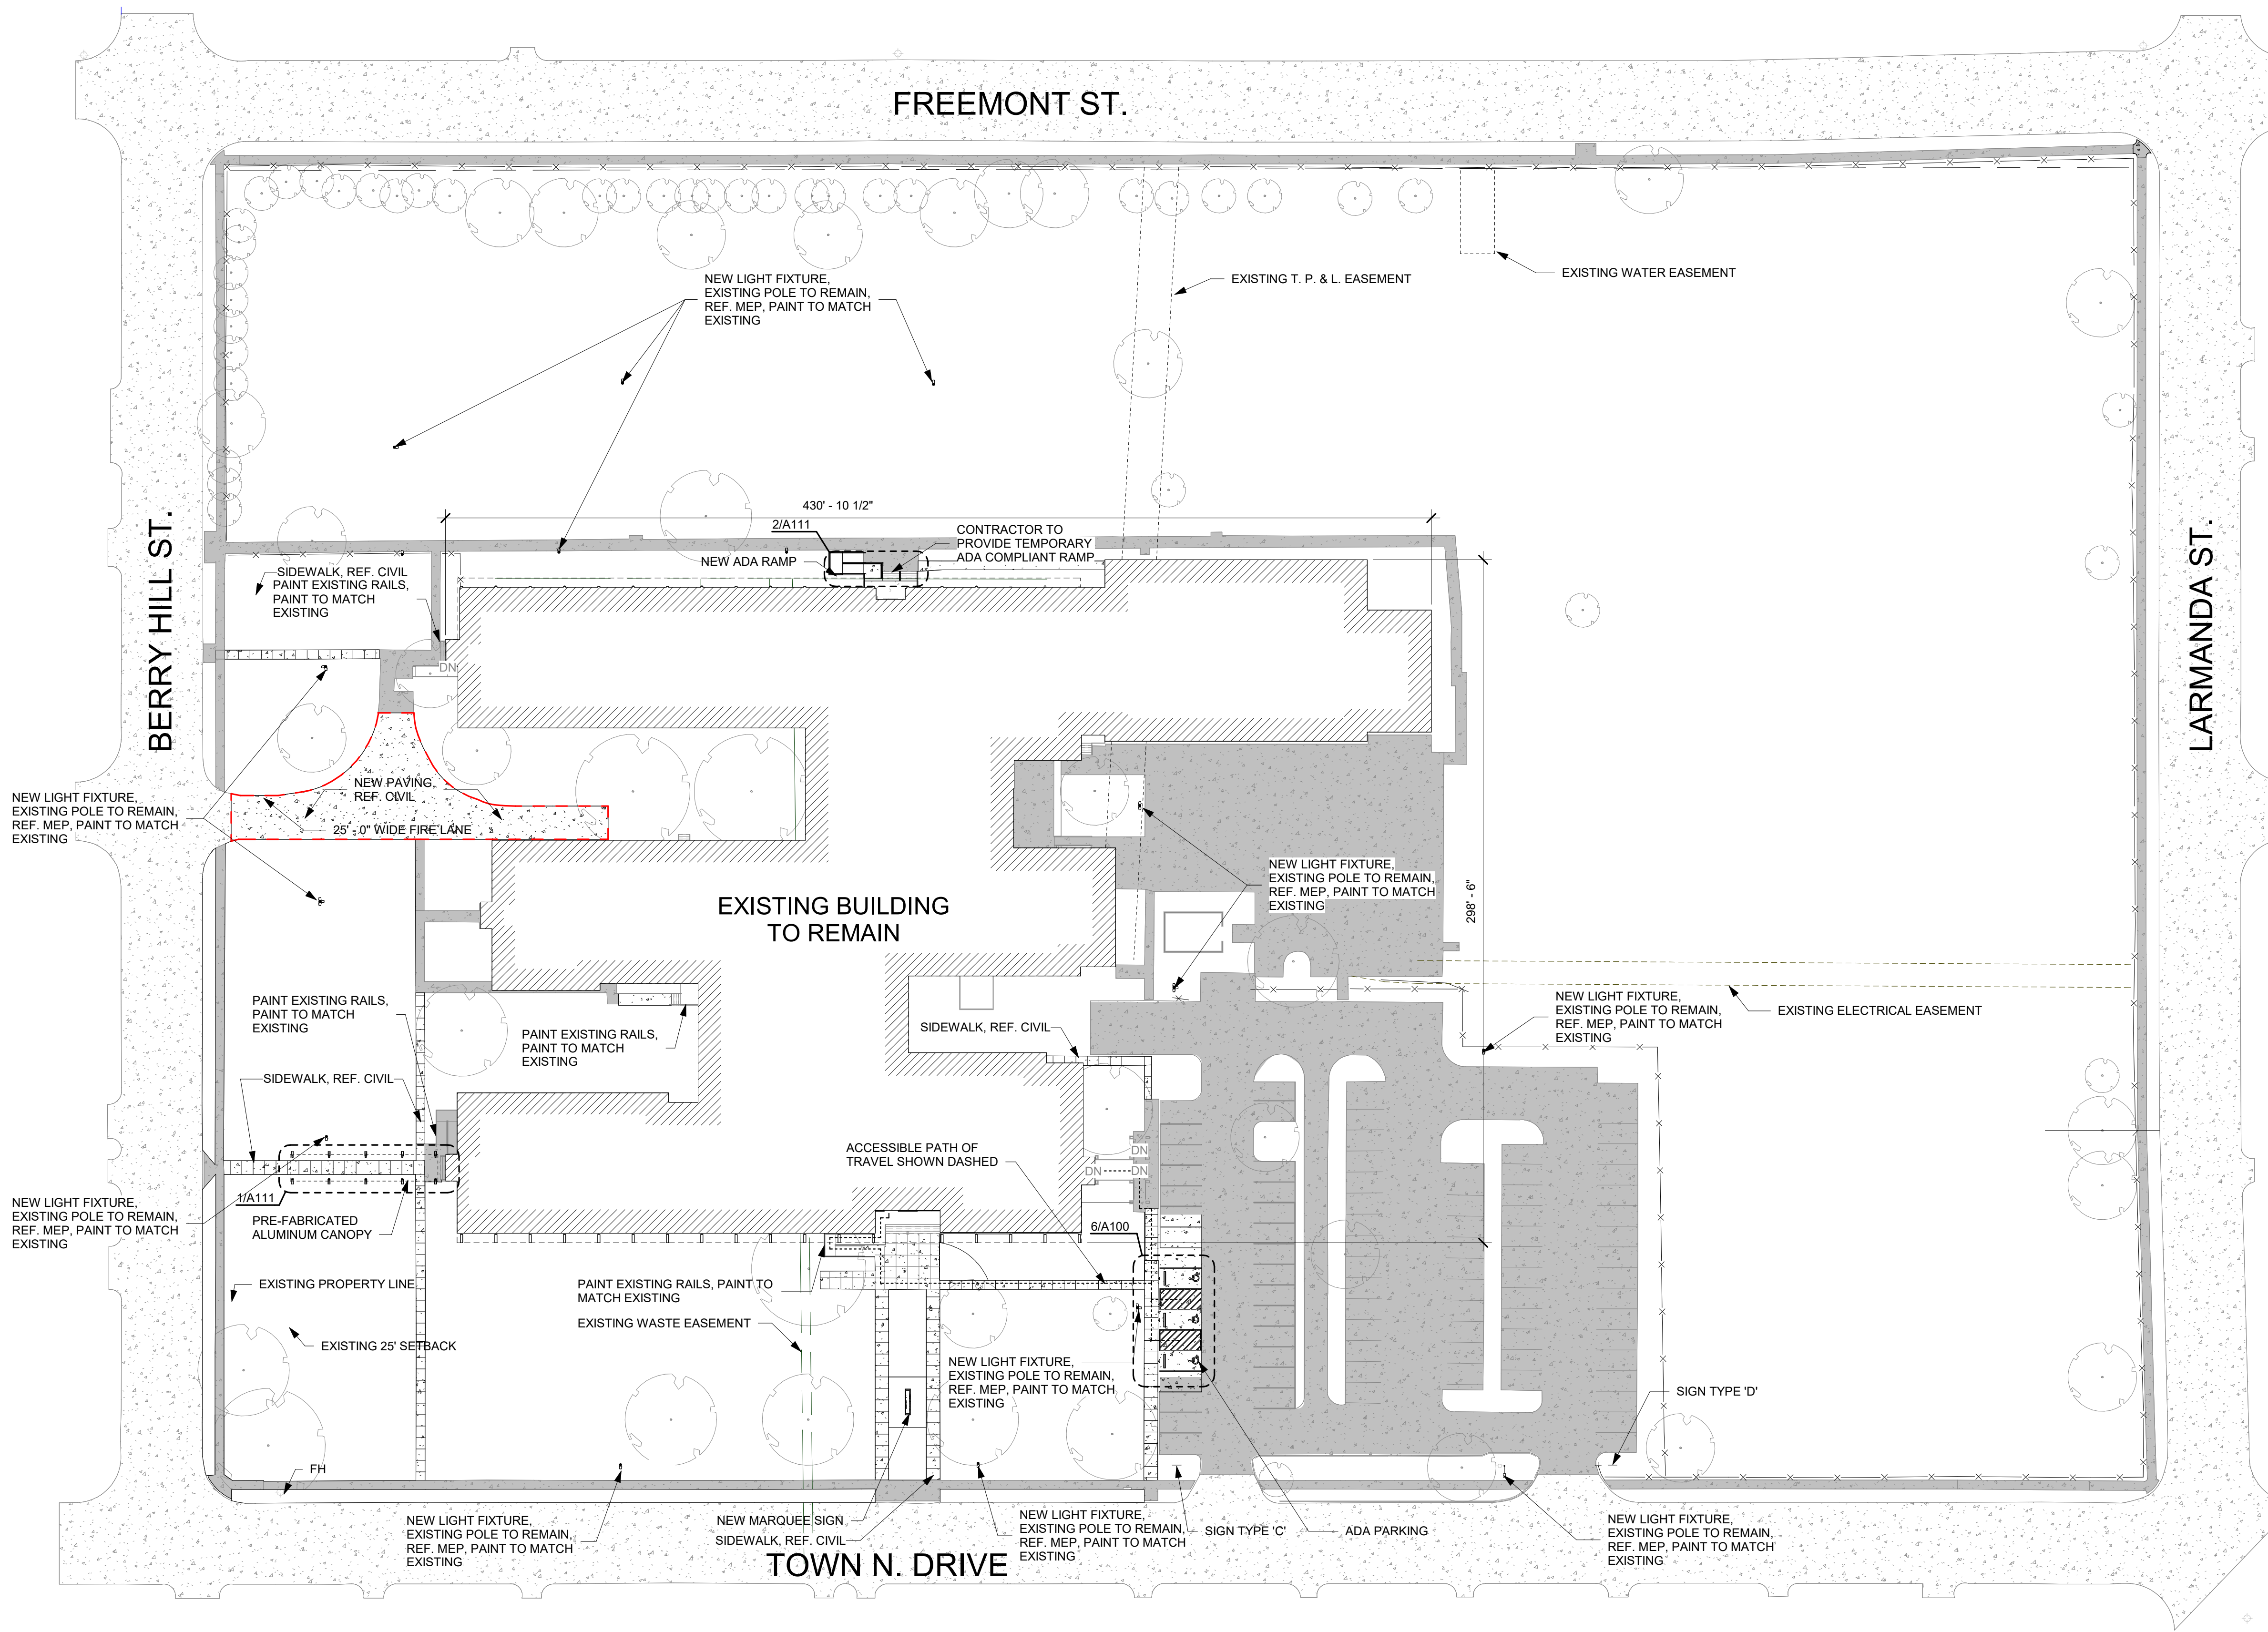 FREEMONT ST.
NEW LIGHT FIXTURE,
EXISTING POLE TO REMAIN,
REF. MEP, PAINT TO MATCH
EXISTING
EXISTING T. P. & L. EASEMENT
EXISTING WATER EASEMENT
BERRY HILL ST.
LARMANDA ST.
430' - 10 1/2"
2/A111
NEW ADA RAMP
CONTRACTOR TO
PROVIDE TEMPORARY
ADA COMPLIANT RAMP
SIDEWALK, REF. CIVIL
PAINT EXISTING RAILS,
PAINT TO MATCH
EXISTING
DN
NEW PAVING,
REF. CIVIL
25' - 0" WIDE FIRE LANE
NEW LIGHT FIXTURE,
EXISTING POLE TO REMAIN,
REF. MEP, PAINT TO MATCH
EXISTING
EXISTING BUILDING
TO REMAIN
NEW LIGHT FIXTURE,
EXISTING POLE TO REMAIN,
REF. MEP, PAINT TO MATCH
EXISTING
298' - 6"
PAINT EXISTING RAILS,
PAINT TO MATCH
EXISTING
PAINT EXISTING RAILS,
PAINT TO MATCH
EXISTING
SIDEWALK, REF. CIVIL
NEW LIGHT FIXTURE,
EXISTING POLE TO REMAIN,
REF. MEP, PAINT TO MATCH
EXISTING
EXISTING ELECTRICAL EASEMENT
SIDEWALK, REF. CIVIL
ACCESSIBLE PATH OF
TRAVEL SHOWN DASHED
DN
DN
DN
1/A111
NEW LIGHT FIXTURE,
EXISTING POLE TO REMAIN,
REF. MEP, PAINT TO MATCH
EXISTING
PRE-FABRICATED
ALUMINUM CANOPY
6/A100
EXISTING PROPERTY LINE
PAINT EXISTING RAILS, PAINT TO
MATCH EXISTING
EXISTING WASTE EASEMENT
EXISTING 25' SETBACK
NEW LIGHT FIXTURE,
EXISTING POLE TO REMAIN,
REF. MEP, PAINT TO MATCH
EXISTING
SIGN TYPE 'D'
FH
NEW LIGHT FIXTURE,
EXISTING POLE TO REMAIN,
REF. MEP, PAINT TO MATCH
EXISTING
NEW MARQUEE SIGN
SIDEWALK, REF. CIVIL
NEW LIGHT FIXTURE,
EXISTING POLE TO REMAIN,
REF. MEP, PAINT TO MATCH
EXISTING
SIGN TYPE 'C'
ADA PARKING
NEW LIGHT FIXTURE,
EXISTING POLE TO REMAIN,
REF. MEP, PAINT TO MATCH
EXISTING
TOWN N. DRIVE